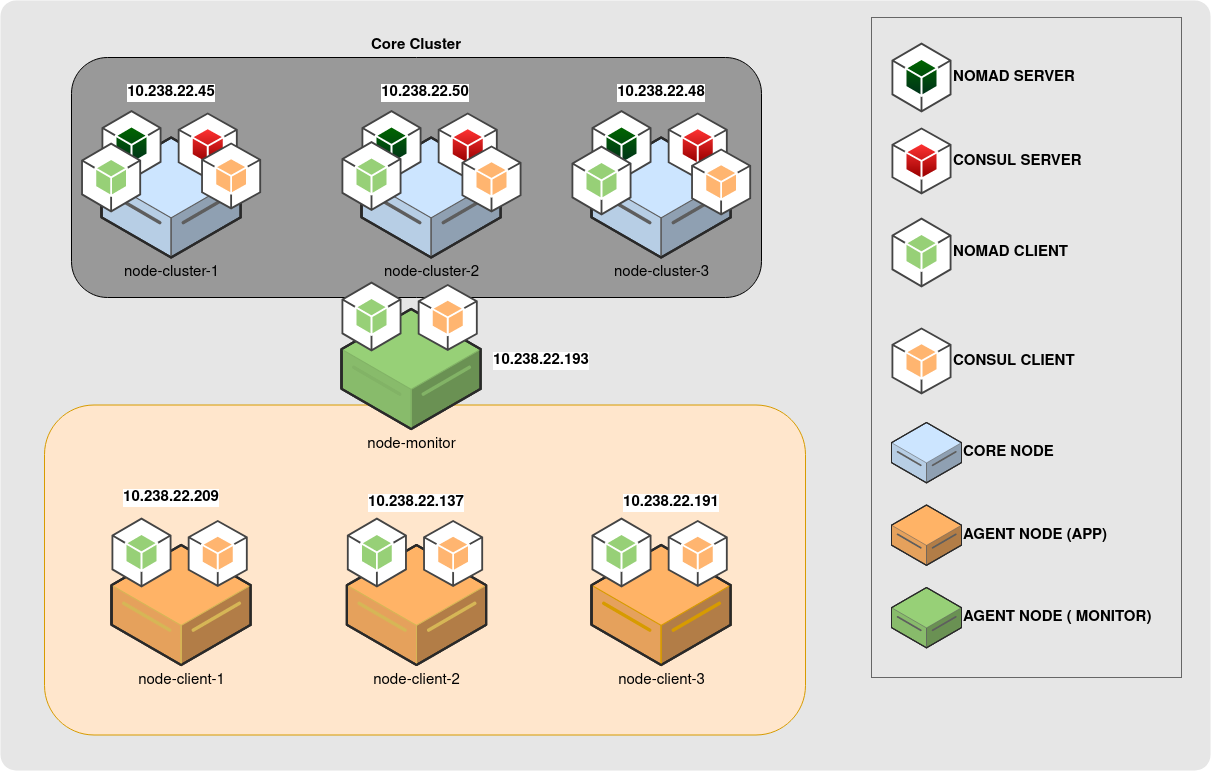 Core Cluster
10.238.22.45
10.238.22.50
10.238.22.48
node-cluster-1
node-cluster-2
node-cluster-3
10.238.22.193
node-monitor
10.238.22.209
10.238.22.137
10.238.22.191
node-client-1
node-client-2
node-client-3
NOMAD SERVER
CONSUL SERVER
NOMAD CLIENT
CONSUL CLIENT
CORE NODE
AGENT NODE (APP)
AGENT NODE ( MONITOR)